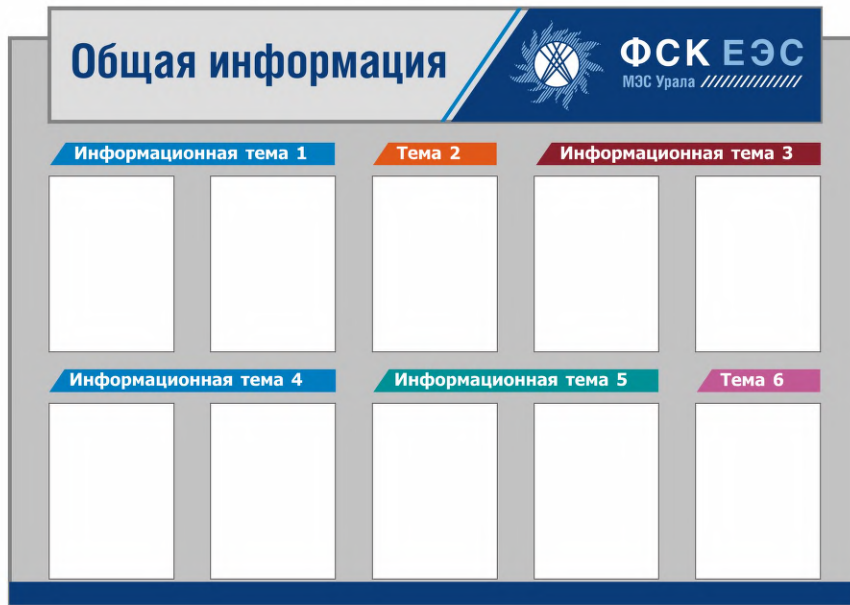 Общая информация
ФСК ЕЭС
МЭС Урала
Информационная тема 1
Тема 2
Информационная тема 3
Информационная тема 4
Информационная тема 5
Тема 6